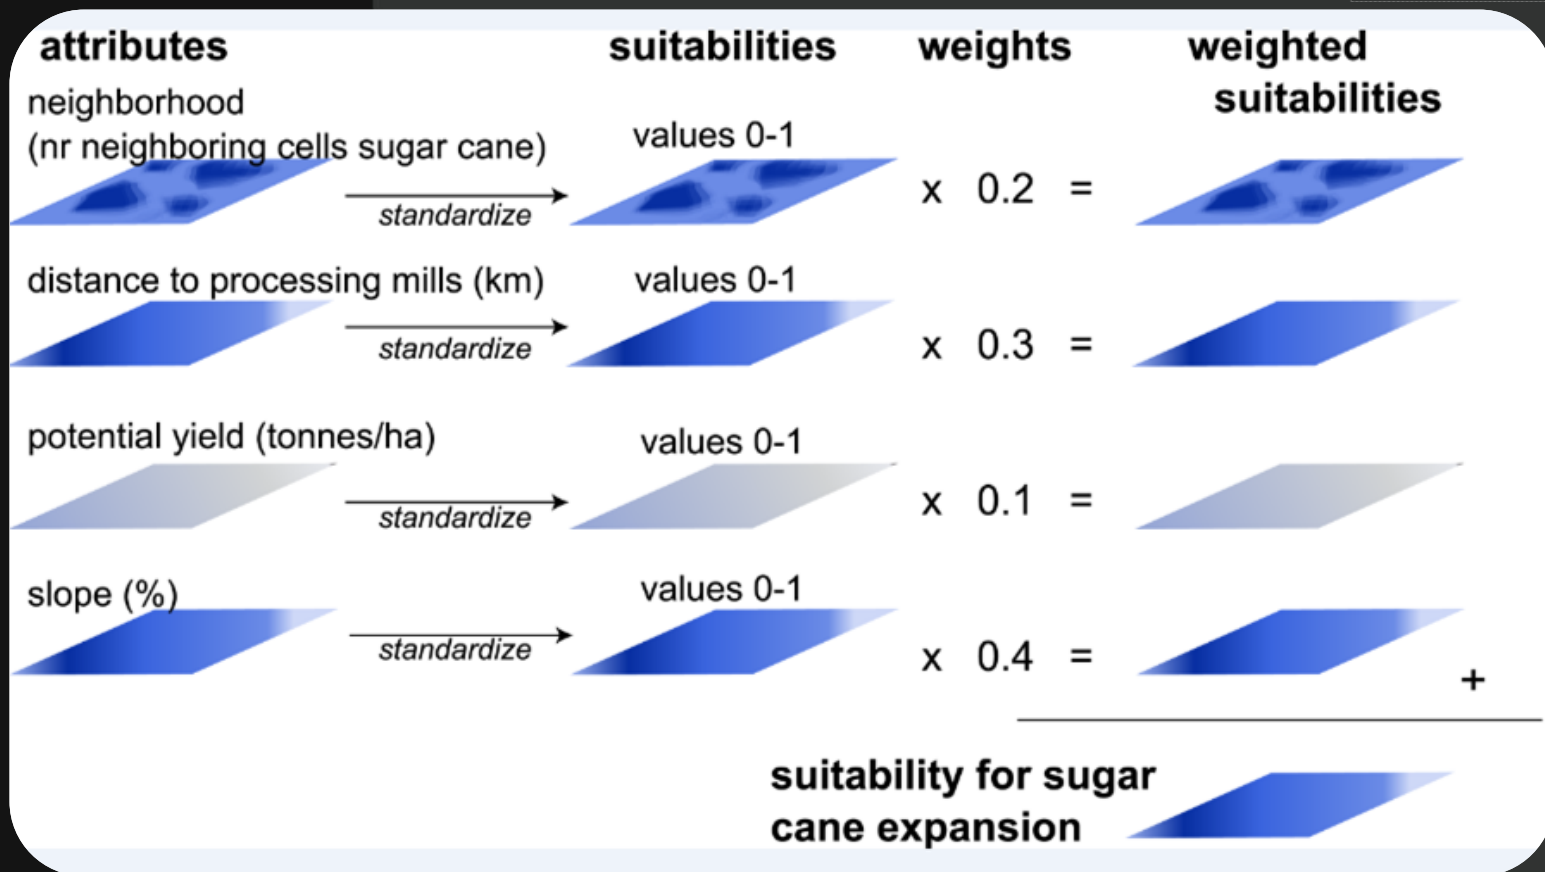 attributes
suitabilities
weights
weighted
suitabilities
neighborhood
(nr neighboring cells sugar cane)
values 0-1
standardize
x 0.2 =
distance to processing mills (km)
values 0-1
standardize
x 0.3 =
potential yield (tonnes/ha)
values 0-1
standardize
x 0.1 =
slope (%)
values 0-1
standardize
x 0.4 =
+
suitability for sugar
cane expansion